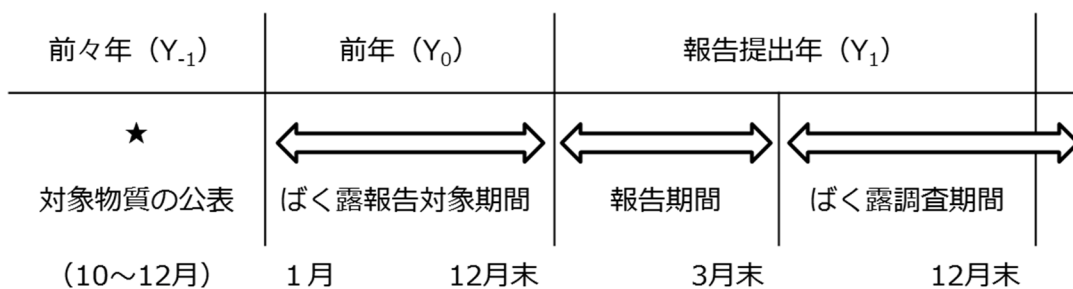 前々年（Y-1） 前年（Y0） 報告提出年（Y1）
★
対象物質の公表 ばく露報告対象期間 報告期間 ばく露調査期間
（10～12月） 1月 12月末 3月末 12月末